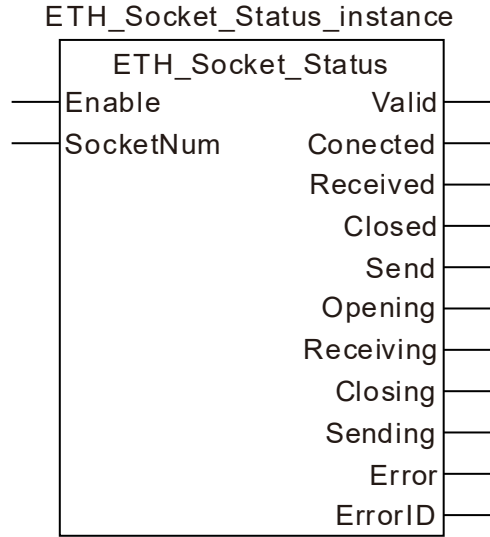 ETH_Socket_Status_instance
ETH_Socket_Status
Enable Valid
SocketNum Conected
Received
Closed
Send
Opening
Receiving
Closing
Sending
Error
ErrorID